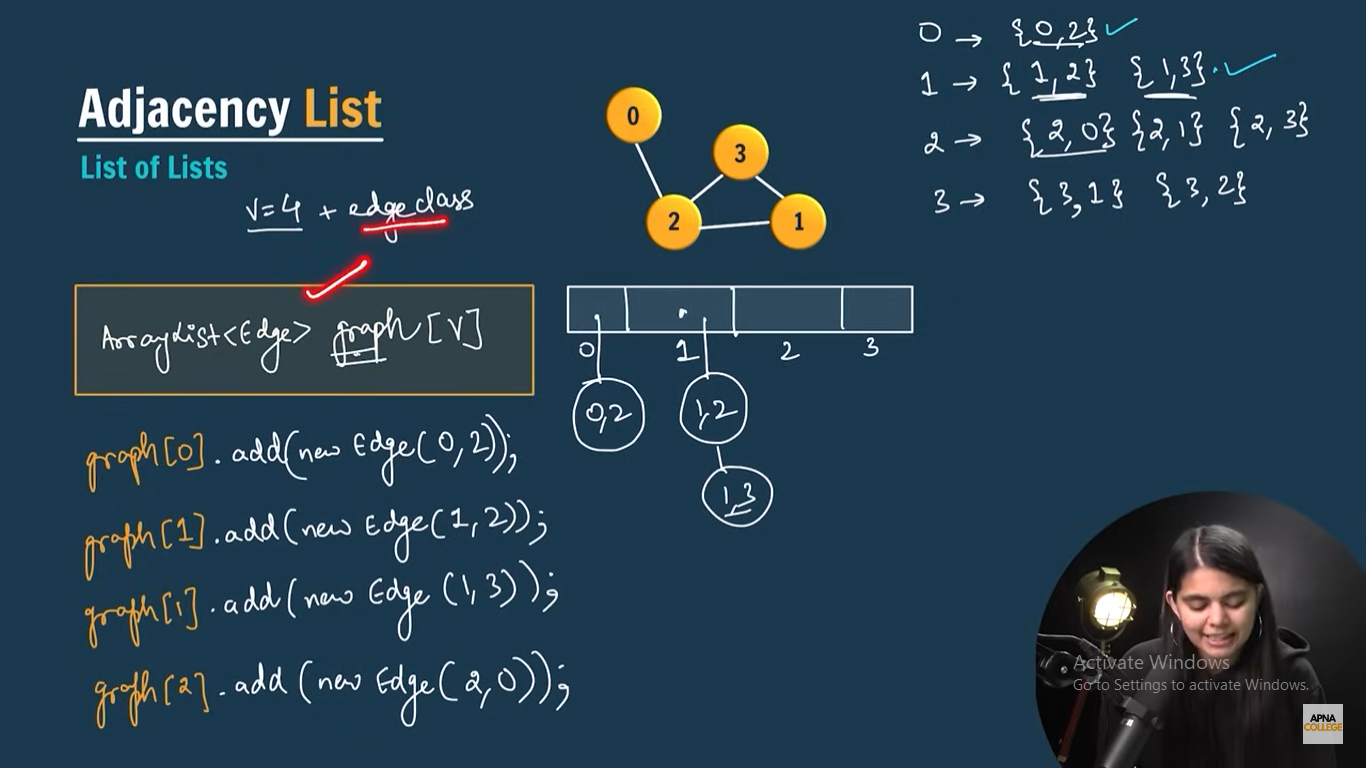 Adjacency List
List of Lists
V=4 + edge class
ArrayList<Edge> graph[V]
graph[0].add(new Edge(0,2));
graph[1].add(new Edge(1,2));
graph[1].add(new Edge(1,3));
graph[2].add(new Edge(2,0));
0
3
2
1
0 1 2 3
0,2
1,2
1,3
0 → {0,2}
1 → {1,2} {1,3}
2 → {2,0} {2,1} {2,3}
3 → {3,1} {3,2}
Activate Windows
Go to Settings to activate Windows.
APNA
COLLEGE